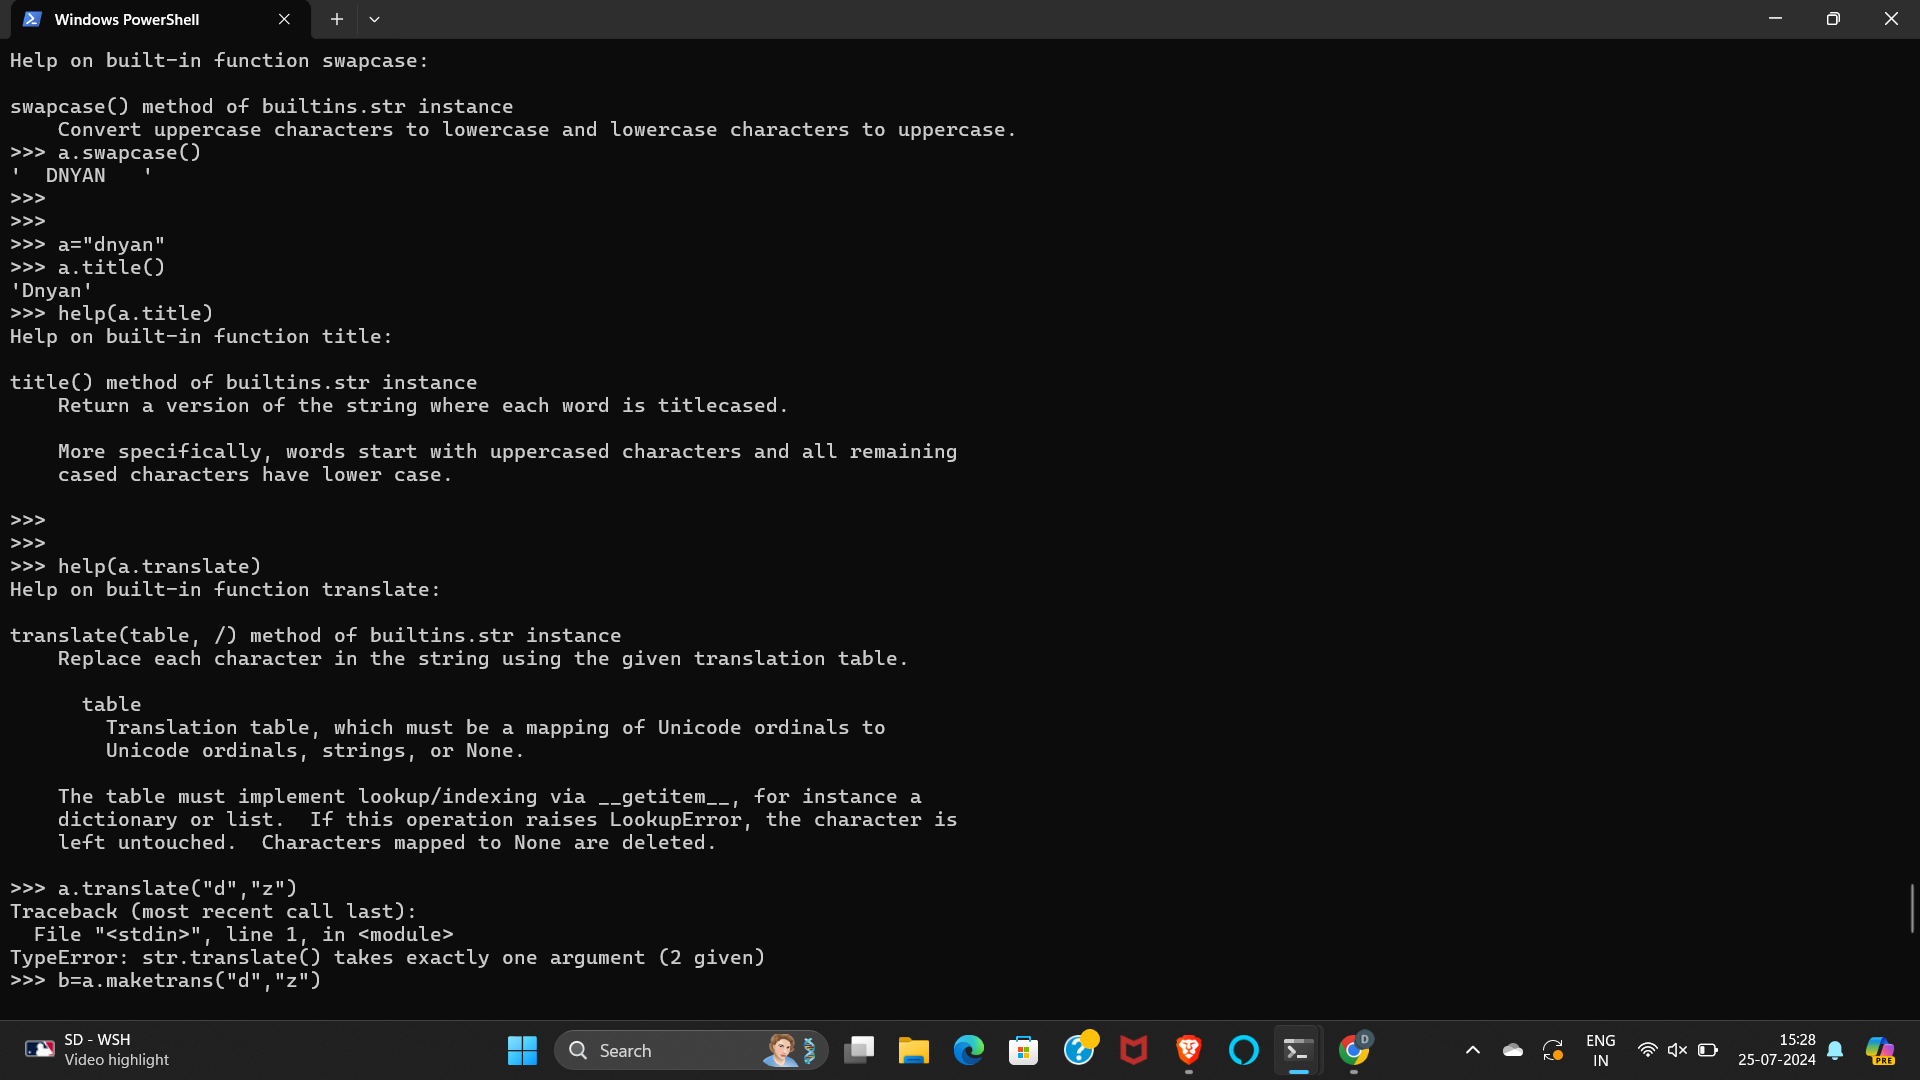 Windows PowerShell
Help on built-in function swapcase:
swapcase() method of builtins.str instance
    Convert uppercase characters to lowercase and lowercase characters to uppercase.
>>> a.swapcase()
'  DNYAN   '
>>>
>>>
>>> a="dnyan"
>>> a.title()
'Dnyan'
>>> help(a.title)
Help on built-in function title:
title() method of builtins.str instance
    Return a version of the string where each word is titlecased.
    More specifically, words start with uppercased characters and all remaining
    cased characters have lower case.
>>>
>>>
>>> help(a.translate)
Help on built-in function translate:
translate(table, /) method of builtins.str instance
    Replace each character in the string using the given translation table.
      table
        Translation table, which must be a mapping of Unicode ordinals to
        Unicode ordinals, strings, or None.
    The table must implement lookup/indexing via __getitem__, for instance a
    dictionary or list.  If this operation raises LookupError, the character is
    left untouched.  Characters mapped to None are deleted.
>>> a.translate("d","z")
Traceback (most recent call last):
  File "<stdin>", line 1, in <module>
TypeError: str.translate() takes exactly one argument (2 given)
>>> b=a.maketrans("d","z")
SD - WSH
Video highlight
Search
D
ENG
IN
15:28
25-07-2024
PRE